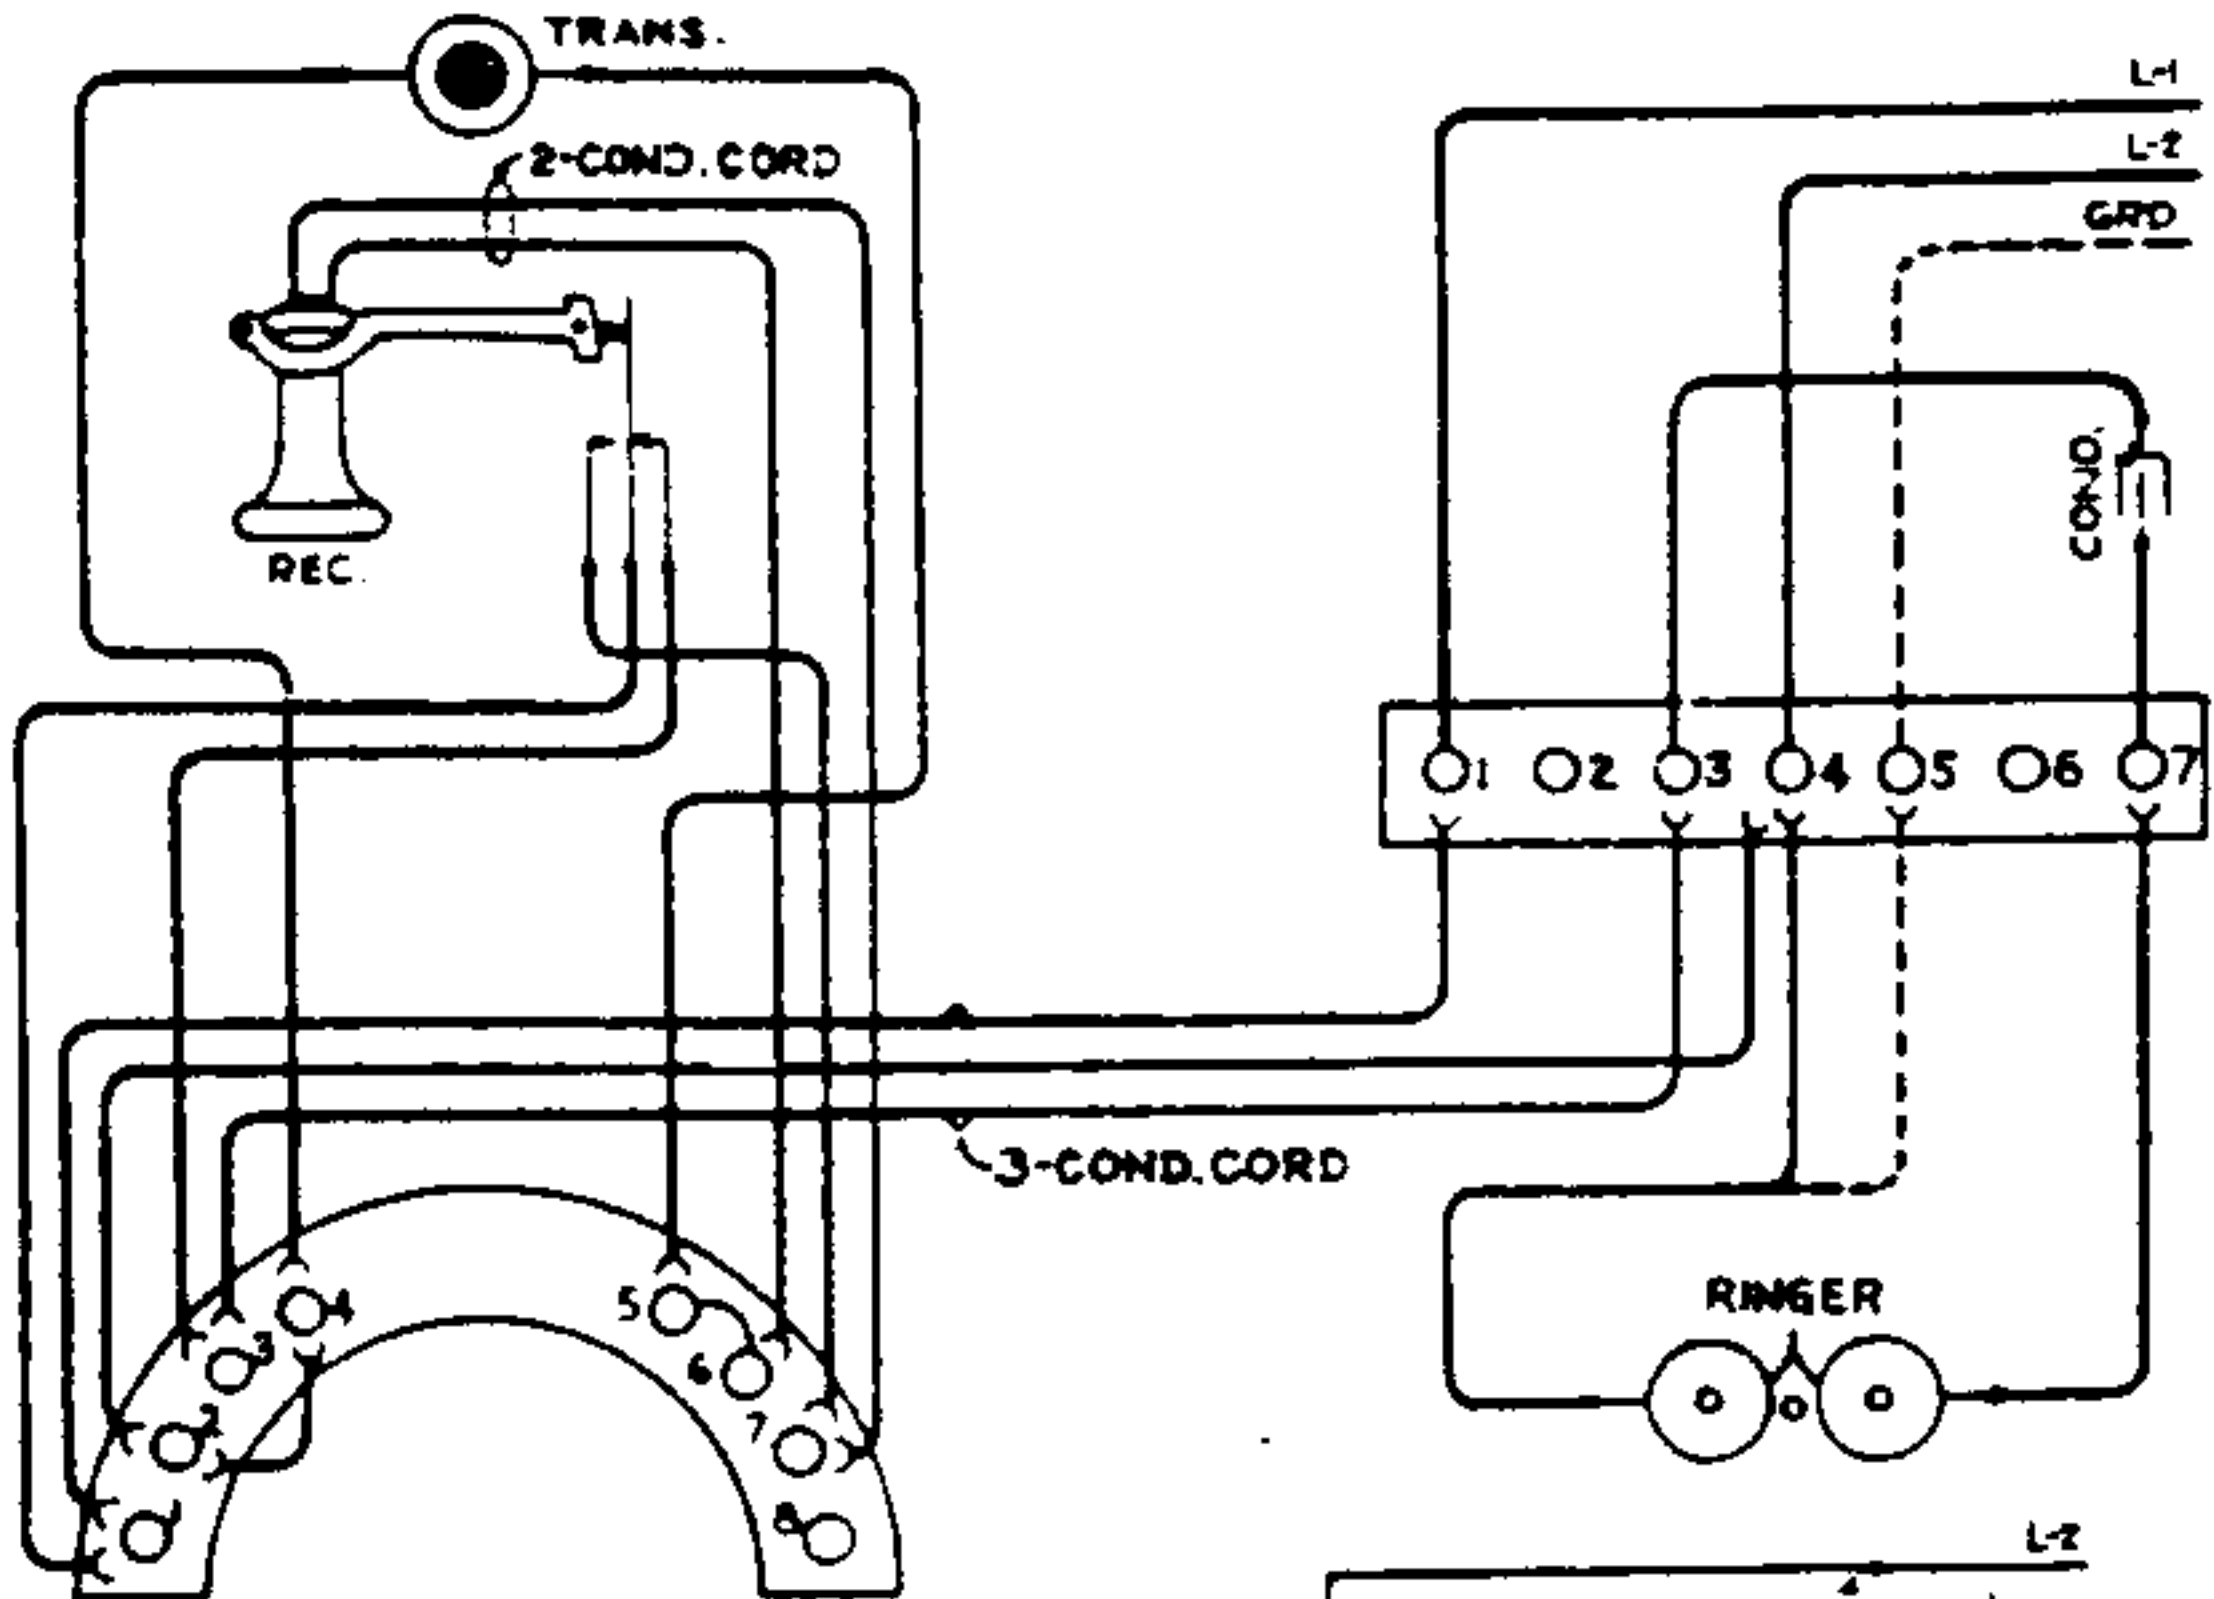 TRANS.
2-COND. CORD
REC.
L-1
L-2
GRD
COND.
1 2 3 4 5 6 7
3-COND. CORD
RINGER
1 2 3 4 5 6 7 8
L-2